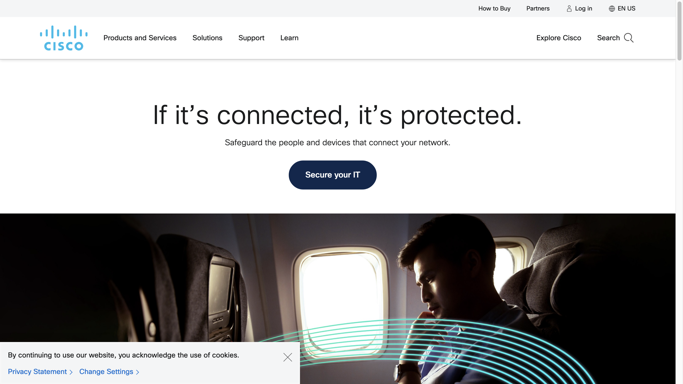 How to Buy Partners Log in EN US
CISCO Products and Services Solutions Support Learn Explore Cisco Search
If it's connected, it's protected.
Safeguard the people and devices that connect your network.
Secure your IT
By continuing to use our website, you acknowledge the use of cookies.
Privacy Statement Change Settings